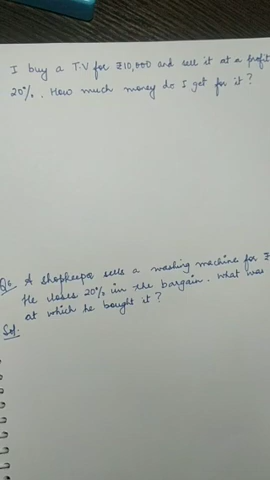 I buy a T.V for ₹10,000 and sell it at a profit
20%. How much money do I get for it?
Q6. A shopkeeper sells a washing machine for ₹
He loses 20% in the bargain. What was
at which he bought it?
Sol.